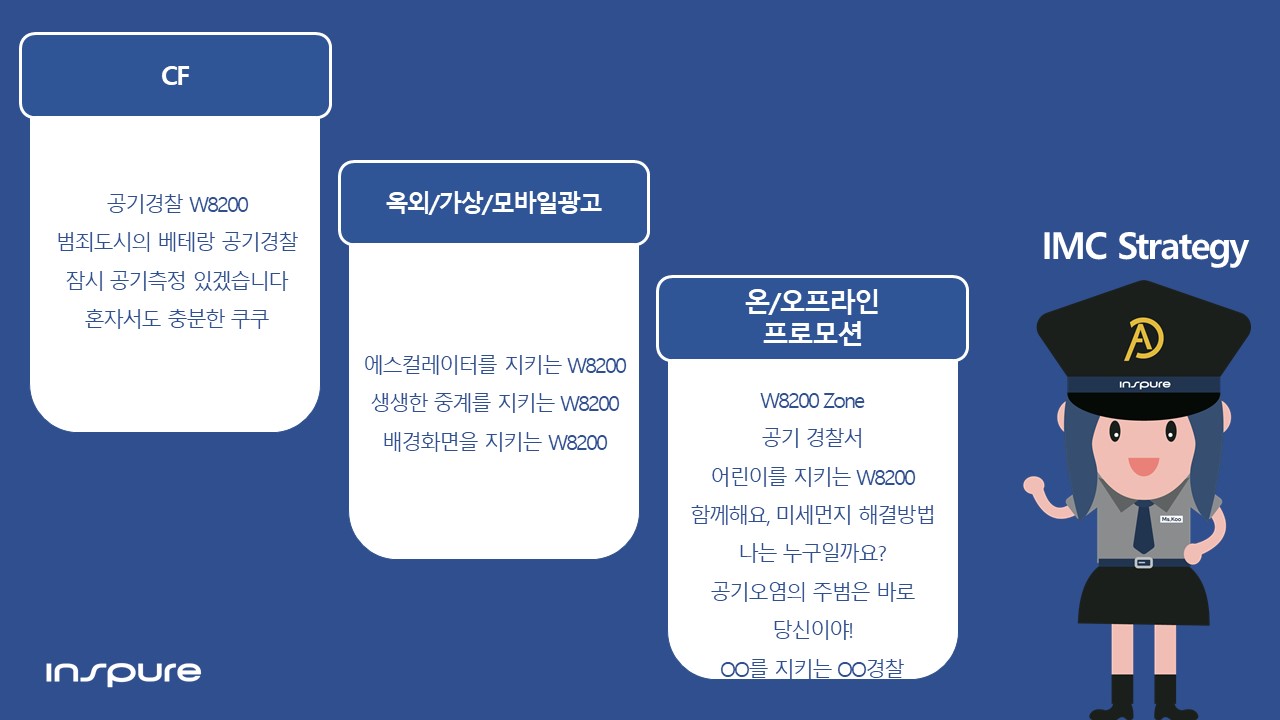 CF
공기경찰 W8200
범죄도시의 베테랑 공기경찰
잠시 공기측정 있겠습니다
혼자서도 충분한 쿠쿠
옥외/가상/모바일광고
에스컬레이터를 지키는 W8200
생생한 중계를 지키는 W8200
배경화면을 지키는 W8200
온/오프라인
프로모션
W8200 Zone
공기 경찰서
어린이를 지키는 W8200
함께해요, 미세먼지 해결방법
나는 누구일까요?
공기오염의 주범은 바로
당신이야!
OO를 지키는 OO경찰
IMC Strategy
inspure
Ms.Koo
inspure